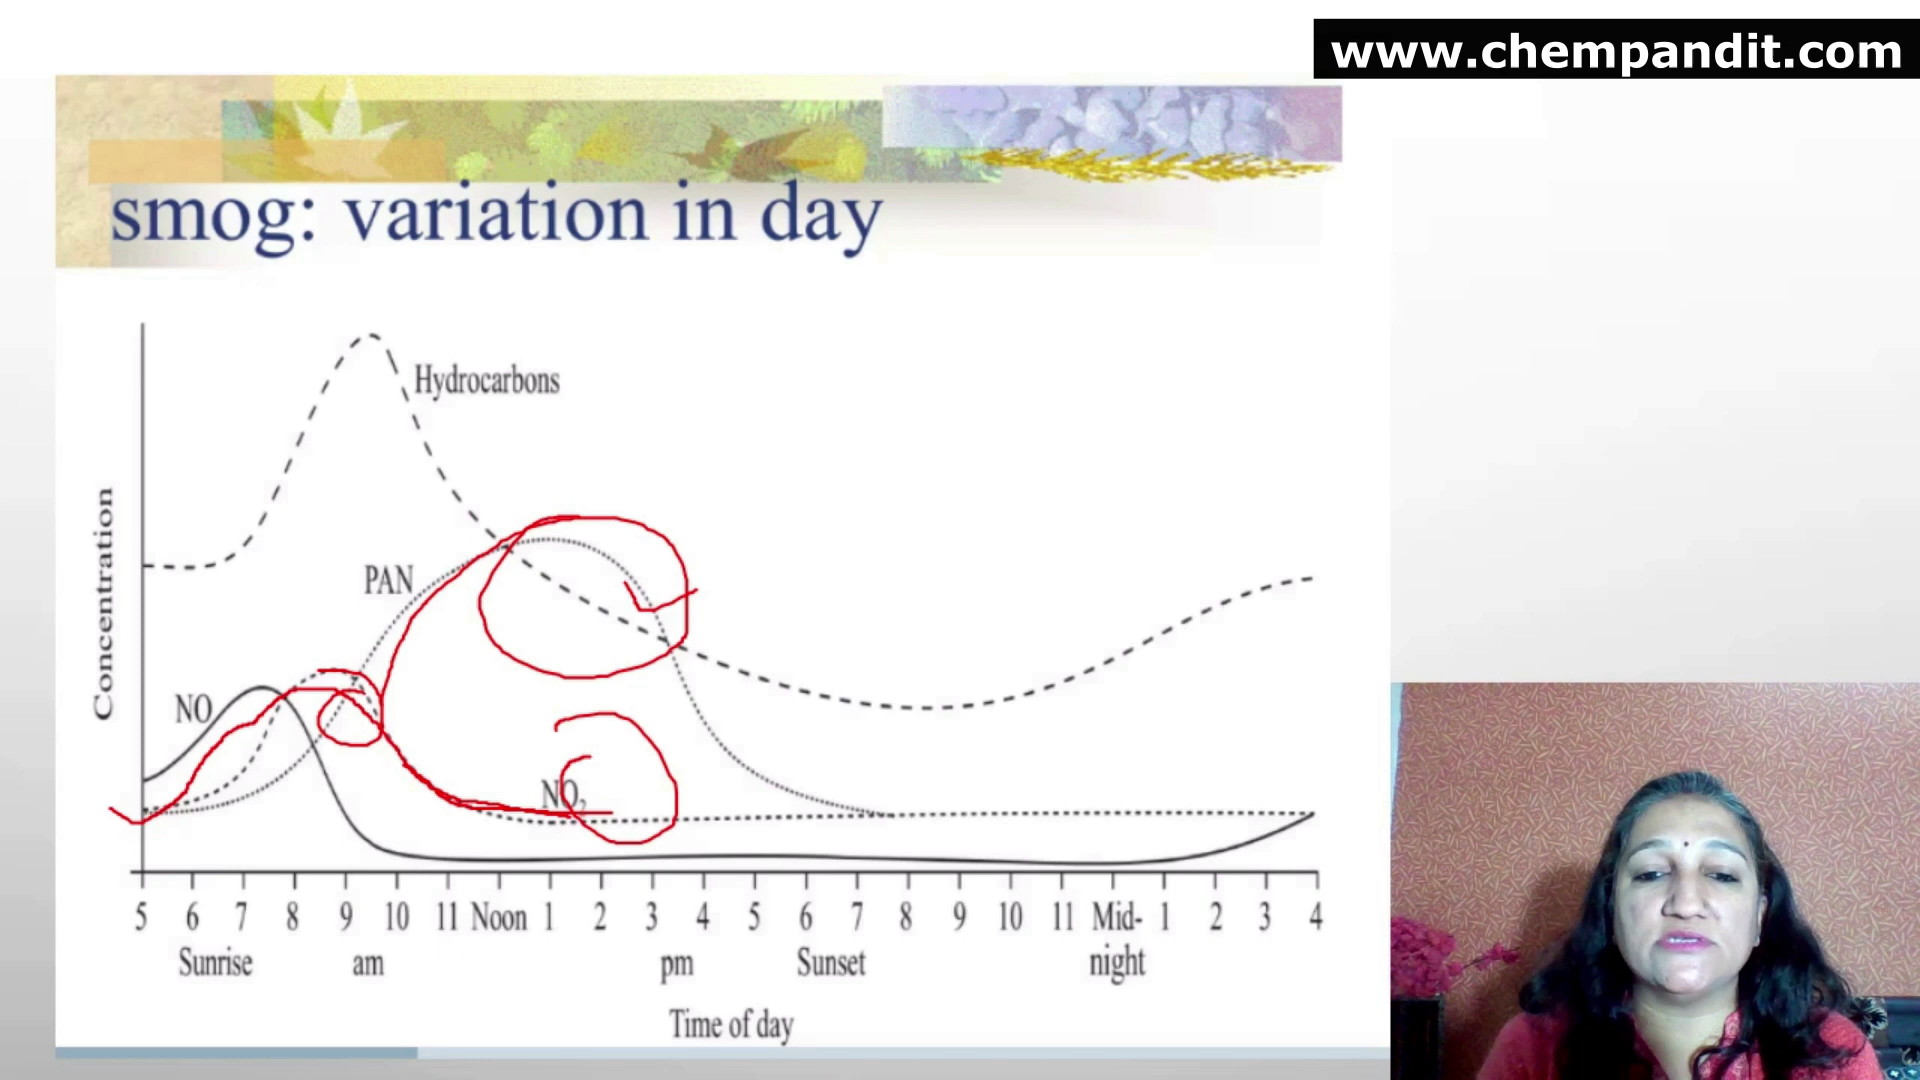 www.chempandit.com
smog: variation in day
Hydrocarbons
PAN
NO
NO₂
Concentration
5 6 7 8 9 10 11 Noon 1 2 3 4 5 6 7 8 9 10 11 Mid-night 1 2 3 4
Sunrise am pm Sunset
Time of day